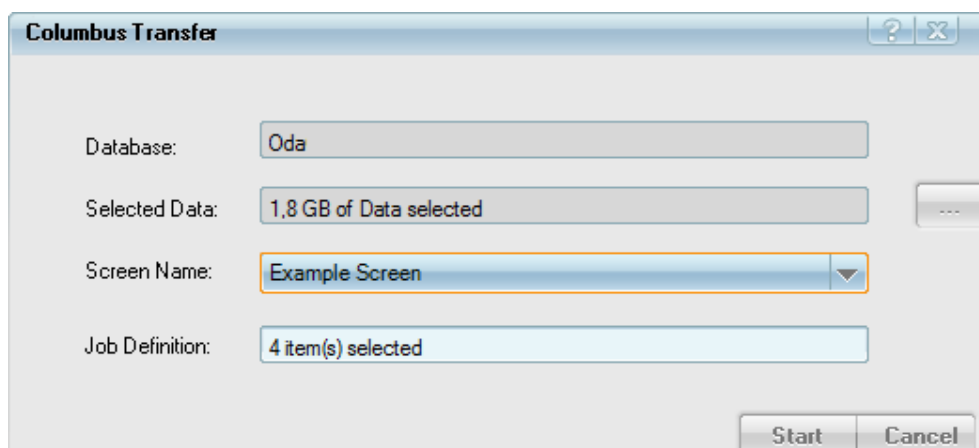 Columbus Transfer
Database: Oda
Selected Data: 1,8 GB of Data selected ...
Screen Name: Example Screen
Job Definition: 4 item(s) selected
Start Cancel